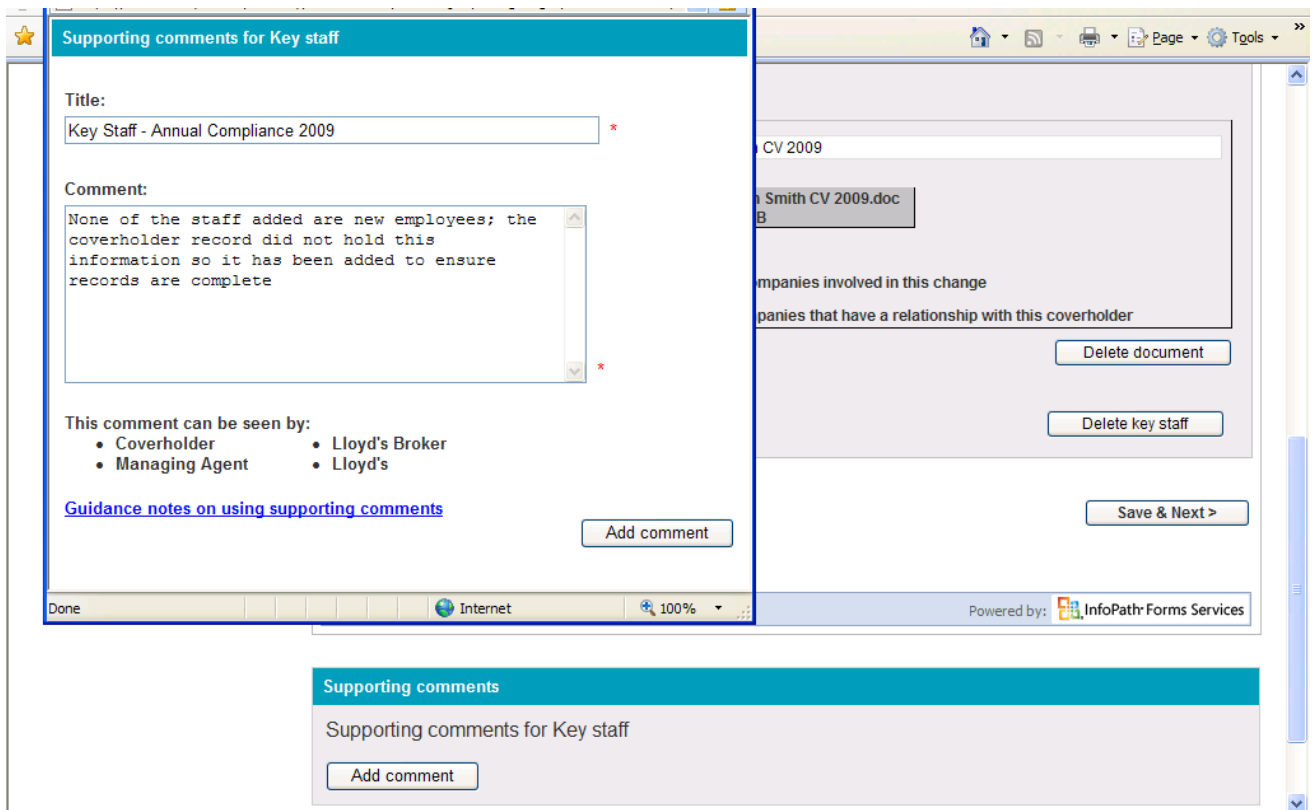 Supporting comments for Key staff
Page
Tools
»
Title:
Key Staff - Annual Compliance 2009 *
CV 2009
Comment:
None of the staff added are new employees; the
coverholder record did not hold this
information so it has been added to ensure
records are complete
*
Smith CV 2009.doc
B
involved in this change
that have a relationship with this coverholder
Delete document
This comment can be seen by:
• Coverholder
• Lloyd's Broker
• Managing Agent
• Lloyd's
Delete key staff
Guidance notes on using supporting comments
Save & Next >
Add comment
Done
Internet
100%
Powered by: InfoPath Forms Services
Supporting comments
Supporting comments for Key staff
Add comment